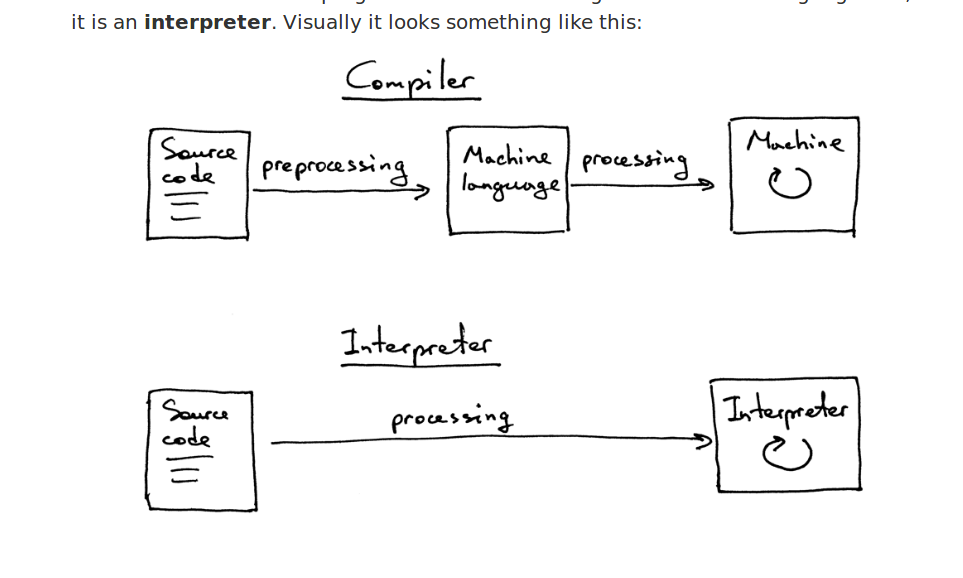 it is an interpreter. Visually it looks something like this:
Compiler
Source
code
preprocessing
Machine
language
processing
Machine
Interpreter
Source
code
processing
Interpreter